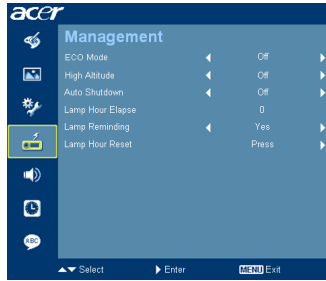 acer
Management
ECO Mode Off
High Altitude Off
Auto Shutdown Off
Lamp Hour Elapse 0
Lamp Reminding Yes
Lamp Hour Reset Press
ABC
Select Enter MENU Exit